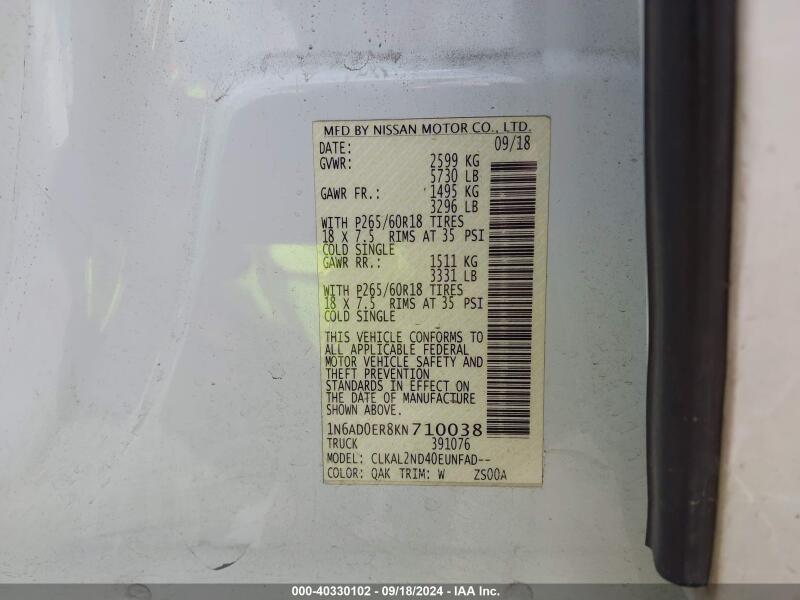 MFD BY NISSAN MOTOR CO., LTD.
DATE: 09/18
GVWR: 2599 KG
5730 LB
GAWR FR.: 1495 KG
3296 LB
WITH P265/60R18 TIRES
18 X 7.5 RIMS AT 35 PSI
COLD SINGLE
GAWR RR.: 1511 KG
3331 LB
WITH P265/60R18 TIRES
18 X 7.5 RIMS AT 35 PSI
COLD SINGLE
THIS VEHICLE CONFORMS TO
ALL APPLICABLE FEDERAL
MOTOR VEHICLE SAFETY AND
THEFT PREVENTION
STANDARDS IN EFFECT ON
THE DATE OF MANUFACTURE
SHOWN ABOVE.
1N6AD0ER8KN710038
TRUCK 391076
MODEL: CLKAL2ND40EUNFAD--
COLOR: QAK TRIM: W ZS00A
000-40330102 - 09/18/2024 - IAA Inc.